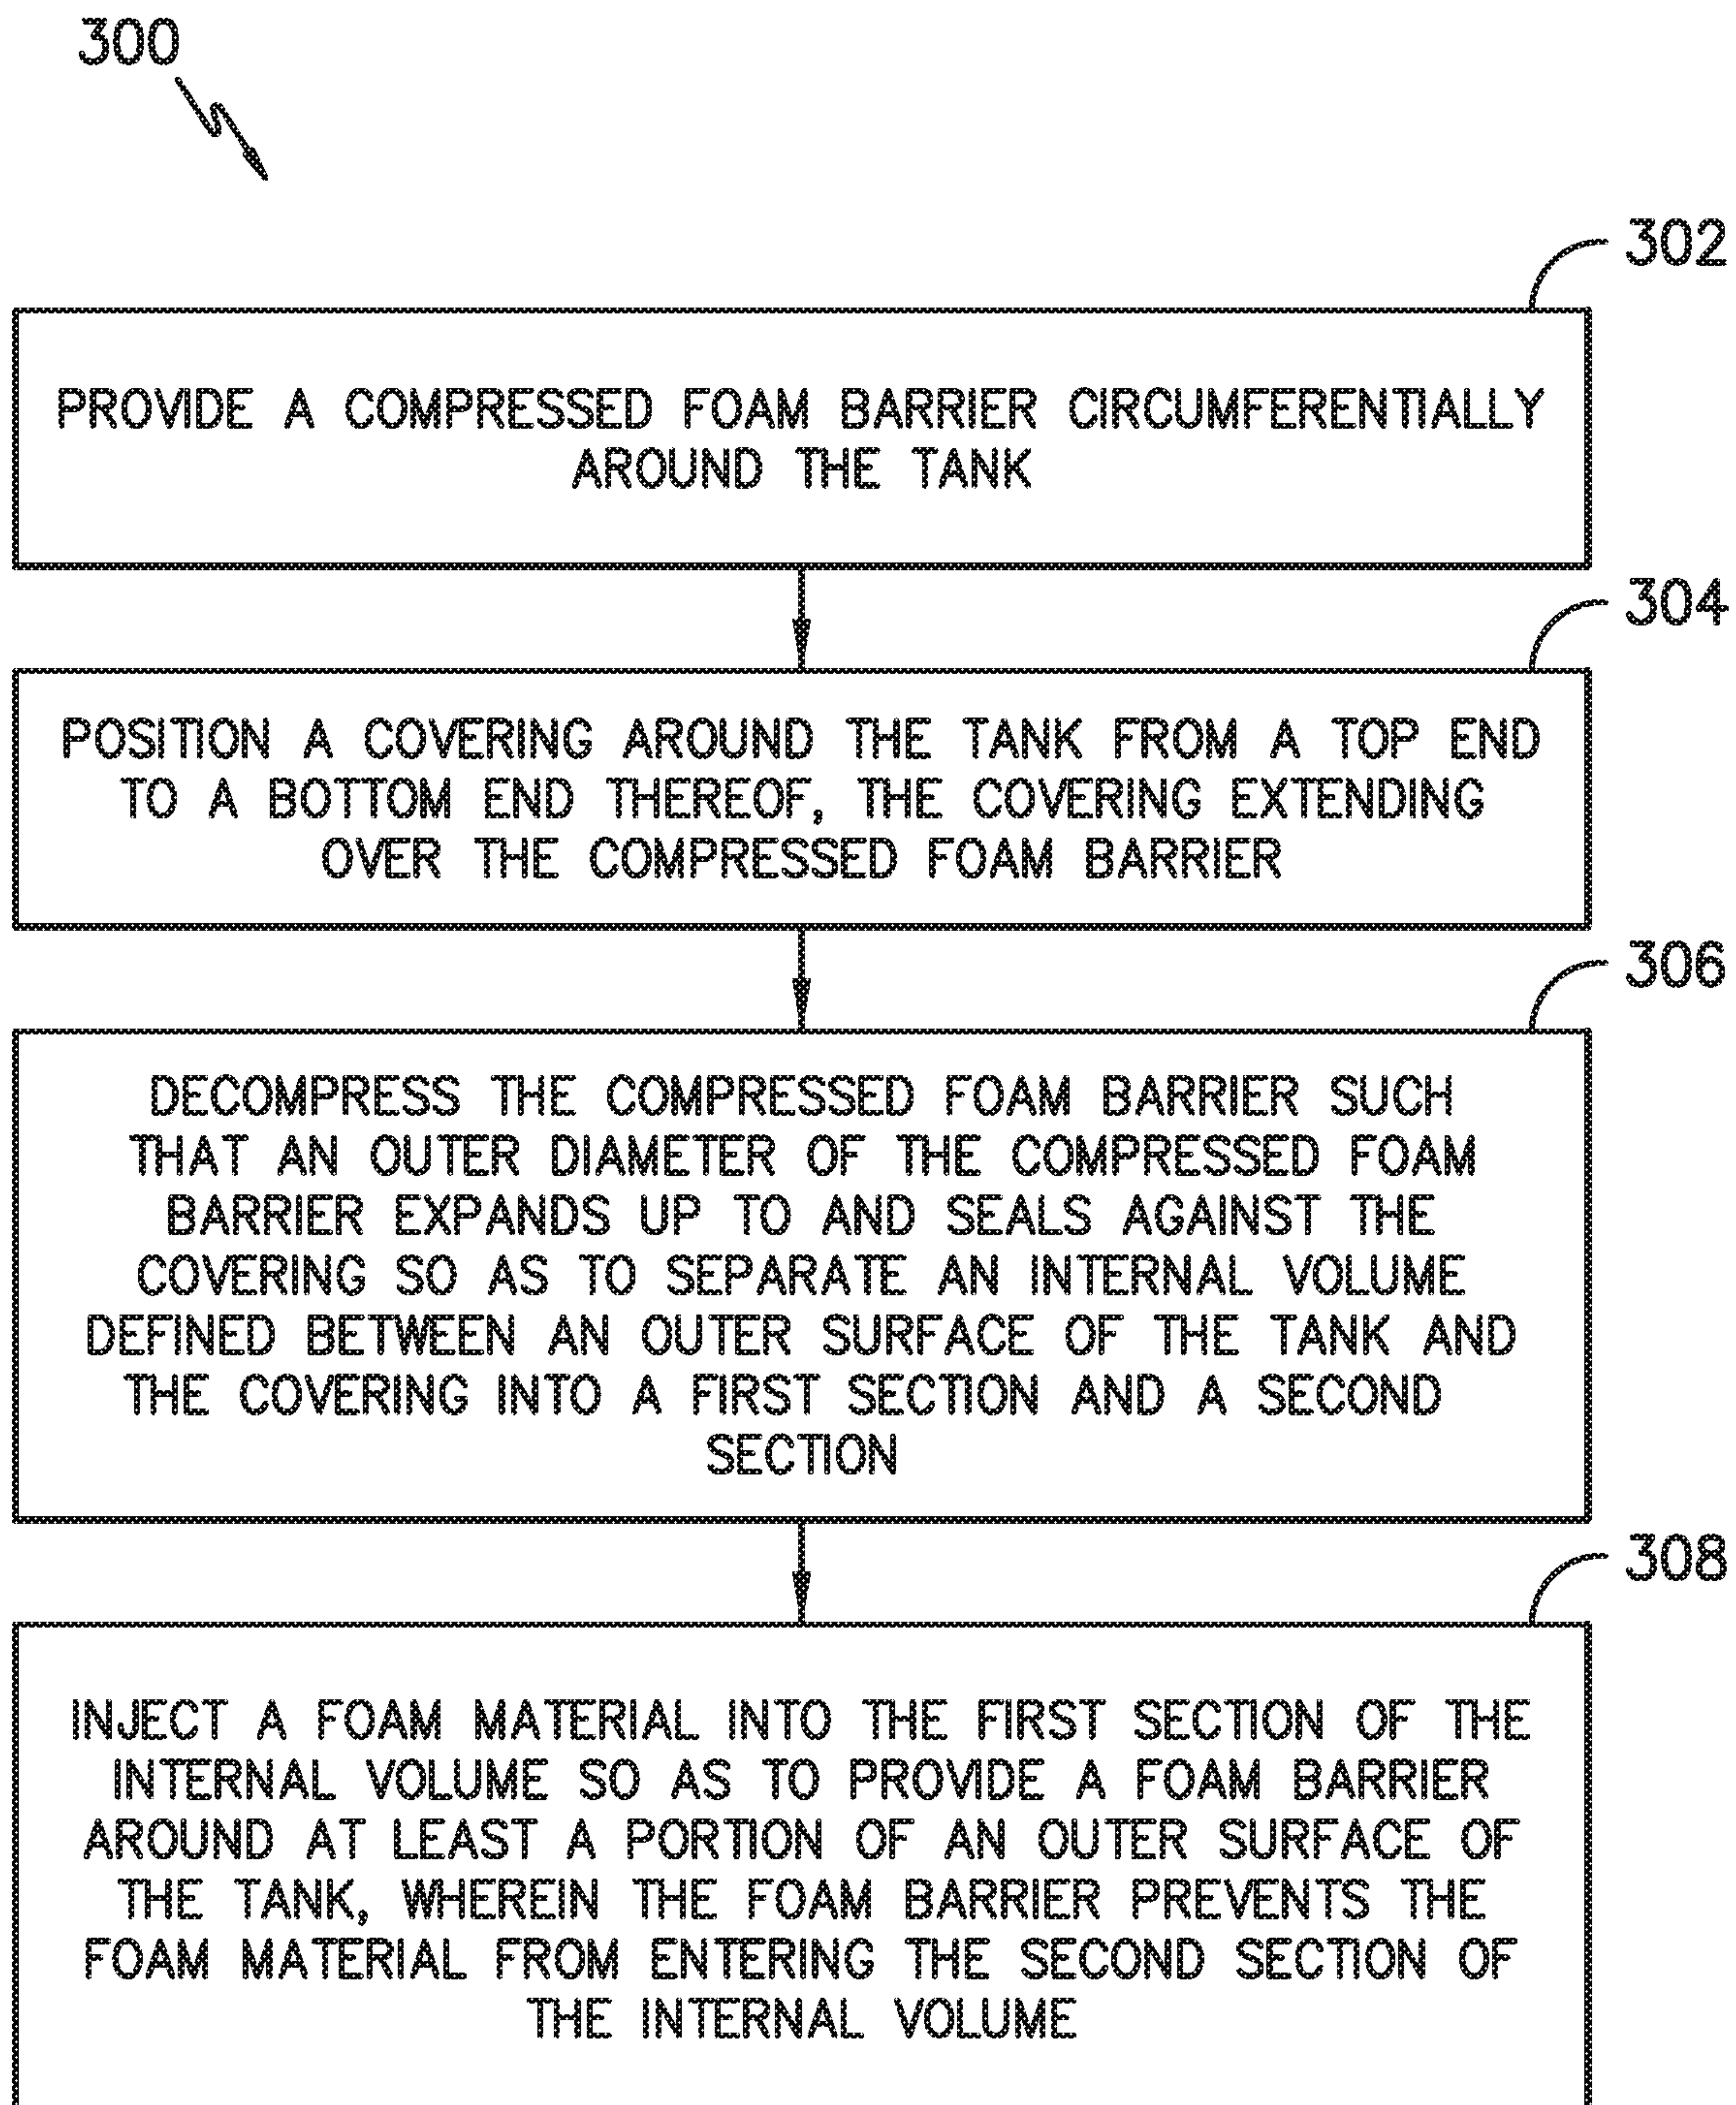 300
302
PROVIDE A COMPRESSED FOAM BARRIER CIRCUMFERENTIALLY
AROUND THE TANK
304
POSITION A COVERING AROUND THE TANK FROM A TOP END
TO A BOTTOM END THEREOF, THE COVERING EXTENDING
OVER THE COMPRESSED FOAM BARRIER
306
DECOMPRESS THE COMPRESSED FOAM BARRIER SUCH
THAT AN OUTER DIAMETER OF THE COMPRESSED FOAM
BARRIER EXPANDS UP TO AND SEALS AGAINST THE
COVERING SO AS TO SEPARATE AN INTERNAL VOLUME
DEFINED BETWEEN AN OUTER SURFACE OF THE TANK AND
THE COVERING INTO A FIRST SECTION AND A SECOND
SECTION
308
INJECT A FOAM MATERIAL INTO THE FIRST SECTION OF THE
INTERNAL VOLUME SO AS TO PROVIDE A FOAM BARRIER
AROUND AT LEAST A PORTION OF AN OUTER SURFACE OF
THE TANK, WHEREIN THE FOAM BARRIER PREVENTS THE
FOAM MATERIAL FROM ENTERING THE SECOND SECTION OF
THE INTERNAL VOLUME